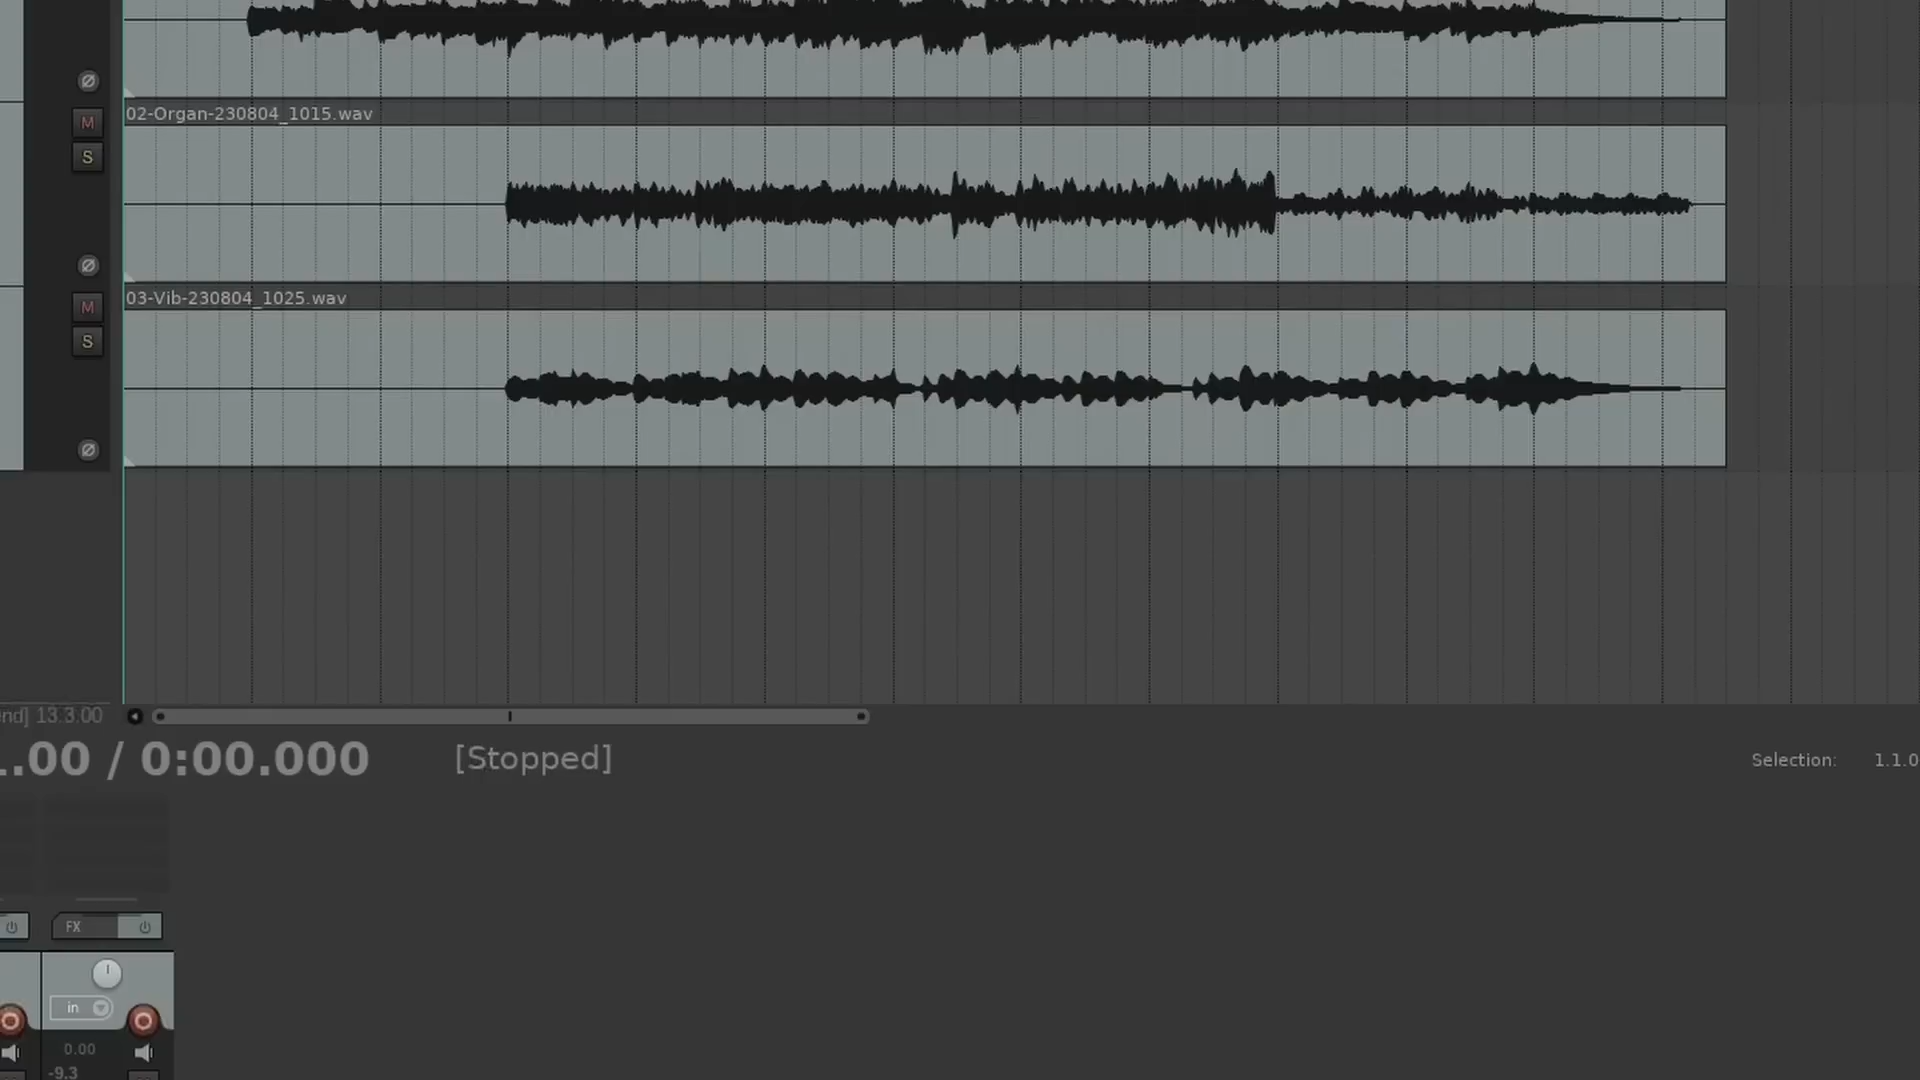 02-Organ-230804_1015.wav
M
S
03-Vib-230804_1025.wav
M
S
nd] 13.3.00
..00 / 0:00.000
[Stopped]
Selection: 1.1.0
FX
in
0.00
-9.3